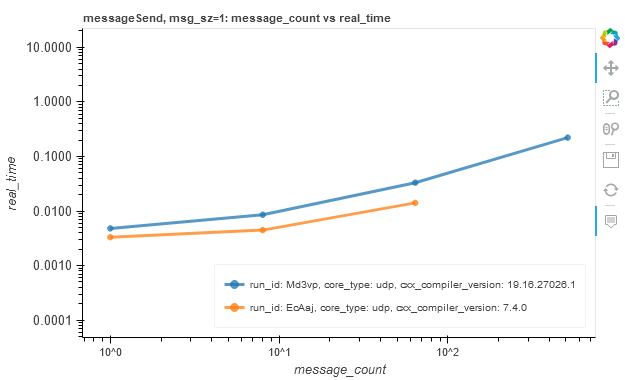 messageSend, msg_sz=1: message_count vs real_time
10.0000
1.0000
0.1000
0.0100
0.0010
0.0001
real_time
run_id: Md3vp, core_type: udp, cxx_compiler_version: 19.16.27026.1
run_id: EcAaj, core_type: udp, cxx_compiler_version: 7.4.0
10^0 10^1 10^2
message_count